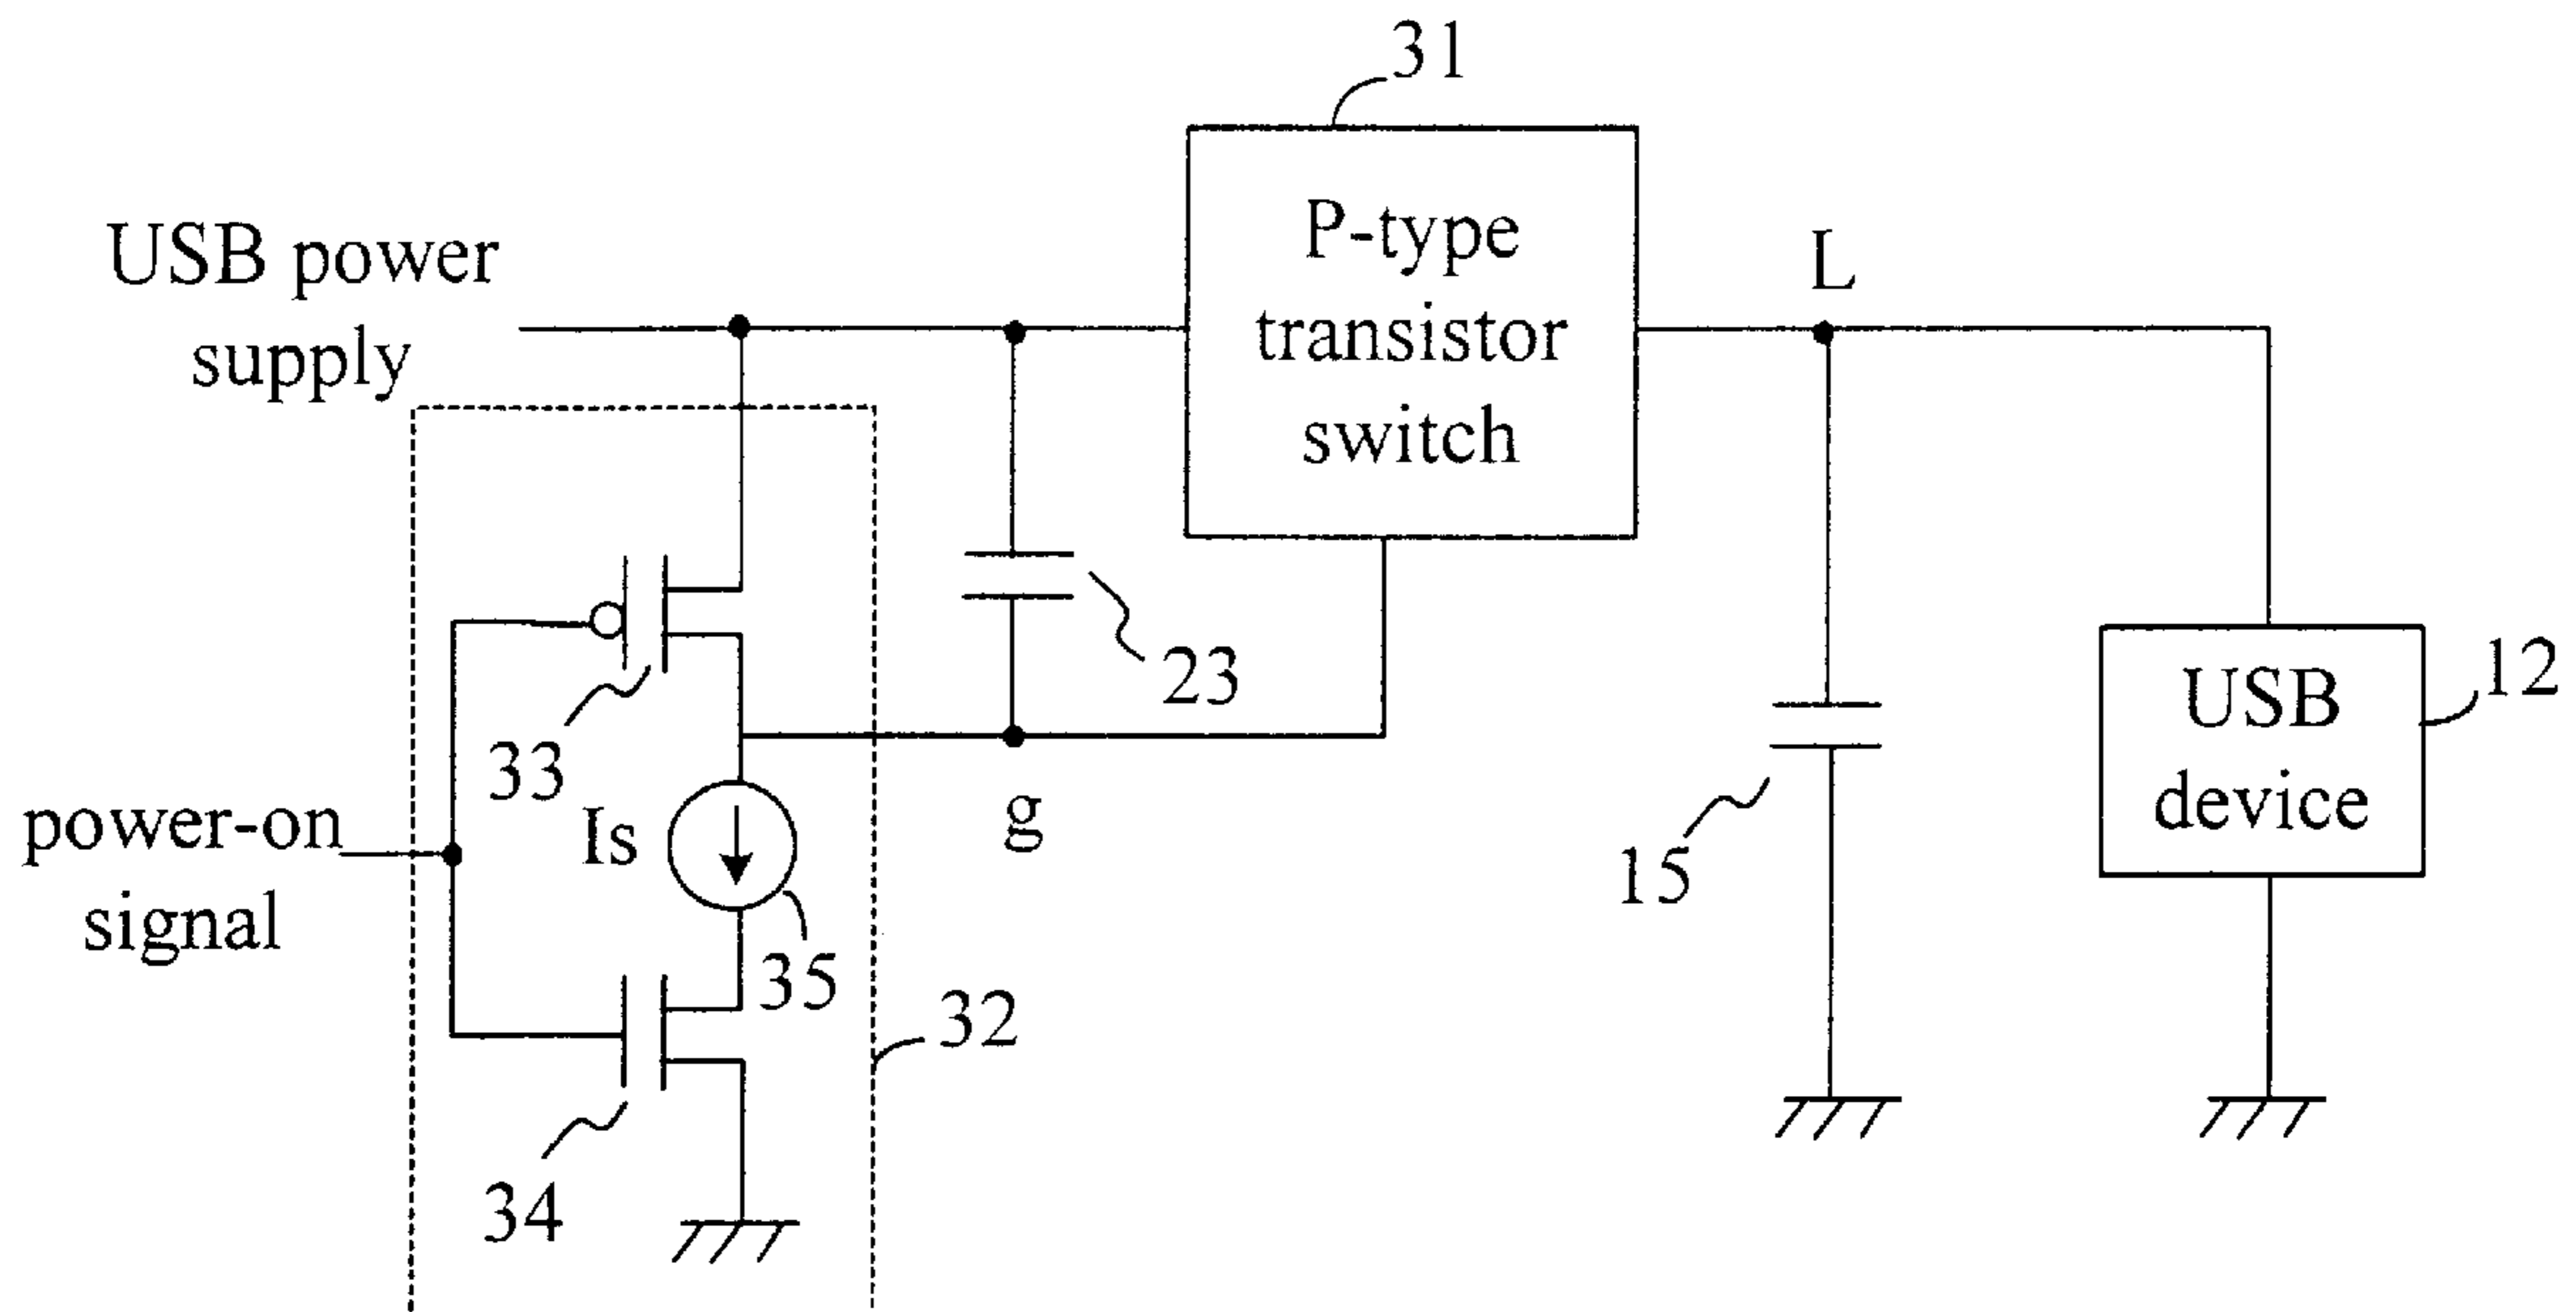 31
P-type
transistor
switch
USB power
supply
L
23
33
g
Is
35
power-on
signal
15
USB
device
12
32
34